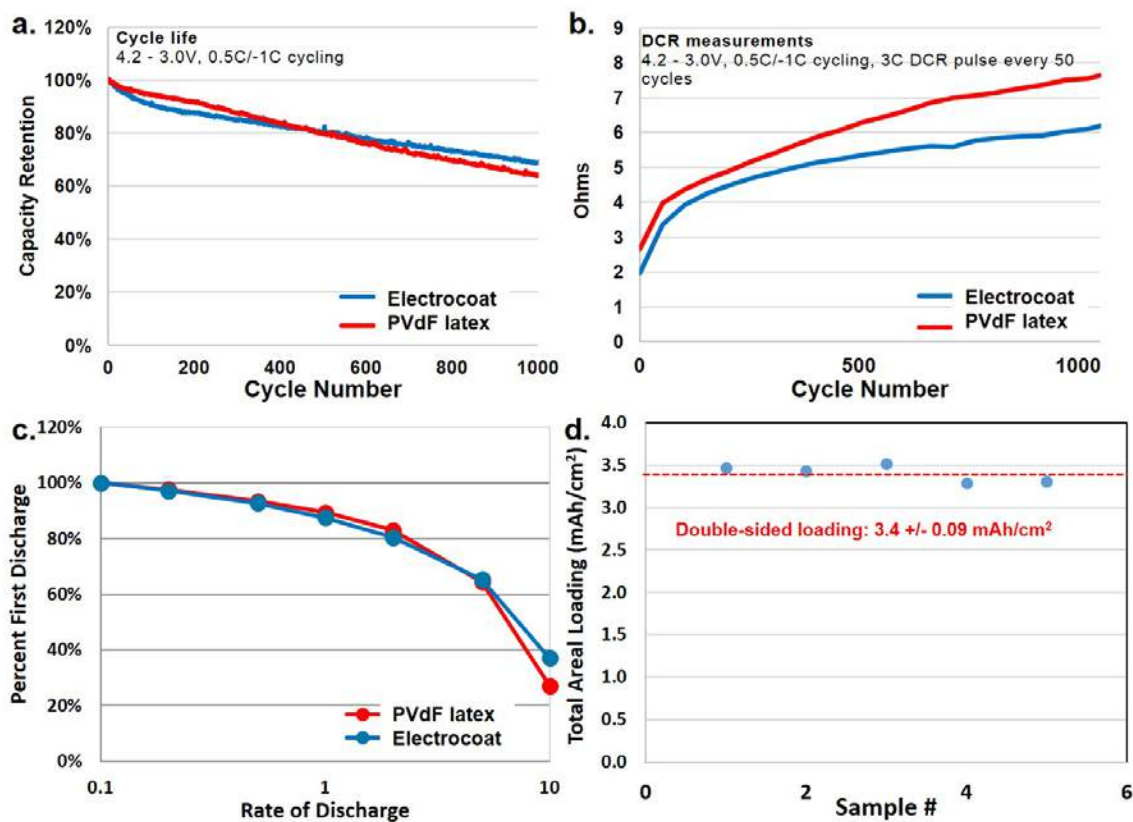 a.
120%
100%
80%
60%
40%
20%
0%
Capacity Retention
Cycle life
4.2 - 3.0V, 0.5C/-1C cycling
Electrocoat
PVdF latex
0 200 400 600 800 1000
Cycle Number
b.
9
8
7
6
5
4
3
2
1
0
Ohms
DCR measurements
4.2 - 3.0V, 0.5C/-1C cycling, 3C DCR pulse every 50
cycles
Electrocoat
PVdF latex
0 500 1000
Cycle Number
c.
120%
100%
80%
60%
40%
20%
0%
Percent First Discharge
PVdF latex
Electrocoat
0.1 1 10
Rate of Discharge
d.
4.0
3.5
3.0
2.5
2.0
1.5
1.0
0.5
0.0
Total Areal Loading (mAh/cm²)
Double-sided loading: 3.4 +/- 0.09 mAh/cm²
0 2 4 6
Sample #